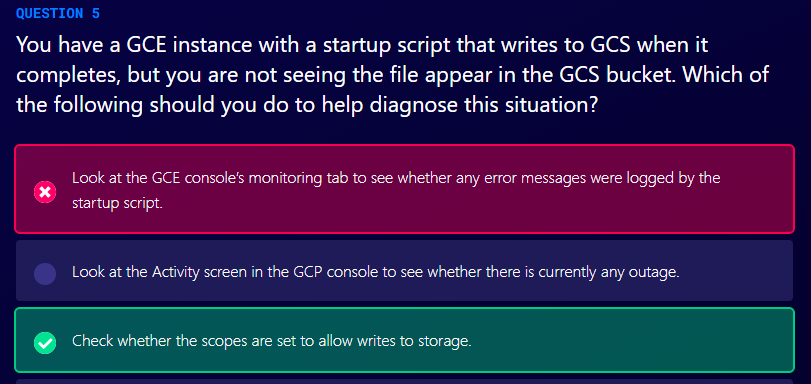 QUESTION 5
You have a GCE instance with a startup script that writes to GCS when it
completes, but you are not seeing the file appear in the GCS bucket. Which of
the following should you do to help diagnose this situation?
Look at the GCE console's monitoring tab to see whether any error messages were logged by the
startup script.
Look at the Activity screen in the GCP console to see whether there is currently any outage.
Check whether the scopes are set to allow writes to storage.